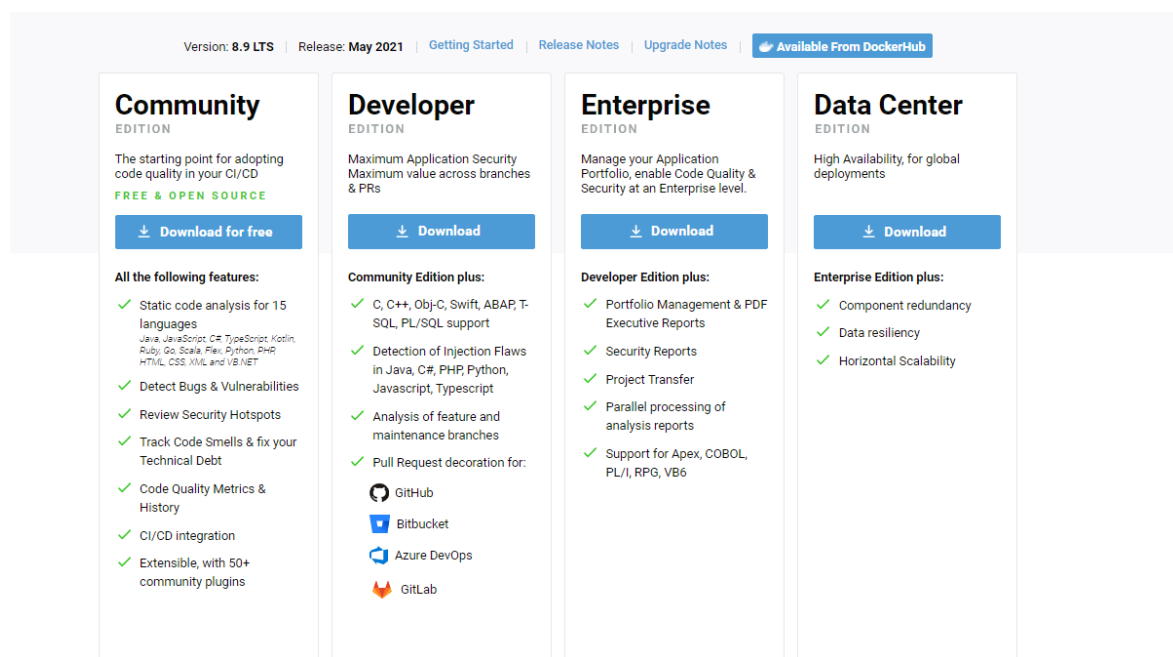 Version: 8.9 LTS | Release: May 2021 | Getting Started | Release Notes | Upgrade Notes | Available From DockerHub
Community
EDITION
The starting point for adopting
code quality in your CI/CD
FREE & OPEN SOURCE
Download for free
All the following features:
Static code analysis for 15
languages
Java, JavaScript, C#, TypeScript, Kotlin,
Ruby, Go, Scala, Flex, Python, PHP,
HTML, CSS, XML and VB.NET
Detect Bugs & Vulnerabilities
Review Security Hotspots
Track Code Smells & fix your
Technical Debt
Code Quality Metrics &
History
CI/CD integration
Extensible, with 50+
community plugins
Developer
EDITION
Maximum Application Security
Maximum value across branches
& PRs
Download
Community Edition plus:
C, C++, Obj-C, Swift, ABAP, T-
SQL, PL/SQL support
Detection of Injection Flaws
in Java, C#, PHP, Python,
Javascript, Typescript
Analysis of feature and
maintenance branches
Pull Request decoration for:
GitHub
Bitbucket
Azure DevOps
GitLab
Enterprise
EDITION
Manage your Application
Portfolio, enable Code Quality &
Security at an Enterprise level.
Download
Developer Edition plus:
Portfolio Management & PDF
Executive Reports
Security Reports
Project Transfer
Parallel processing of
analysis reports
Support for Apex, COBOL,
PL/I, RPG, VB6
Data Center
EDITION
High Availability, for global
deployments
Download
Enterprise Edition plus:
Component redundancy
Data resiliency
Horizontal Scalability